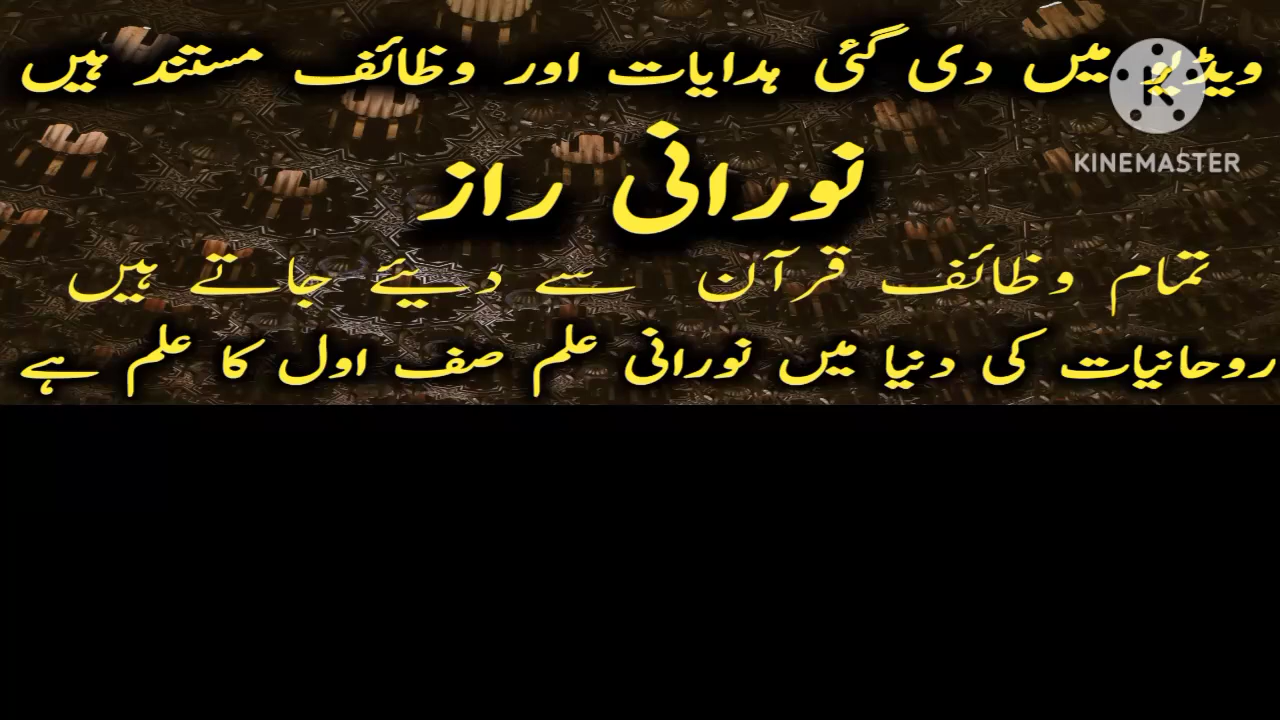 ویڈیو میں دی گئی ہدایات اور وظائف مستند ہیں
KINEMASTER
نورانی راز
تمام وظائف قرآن سے دیئے جاتے ہیں
روحانیات کی دنیا میں نورانی علم صف اول کا علم ہے